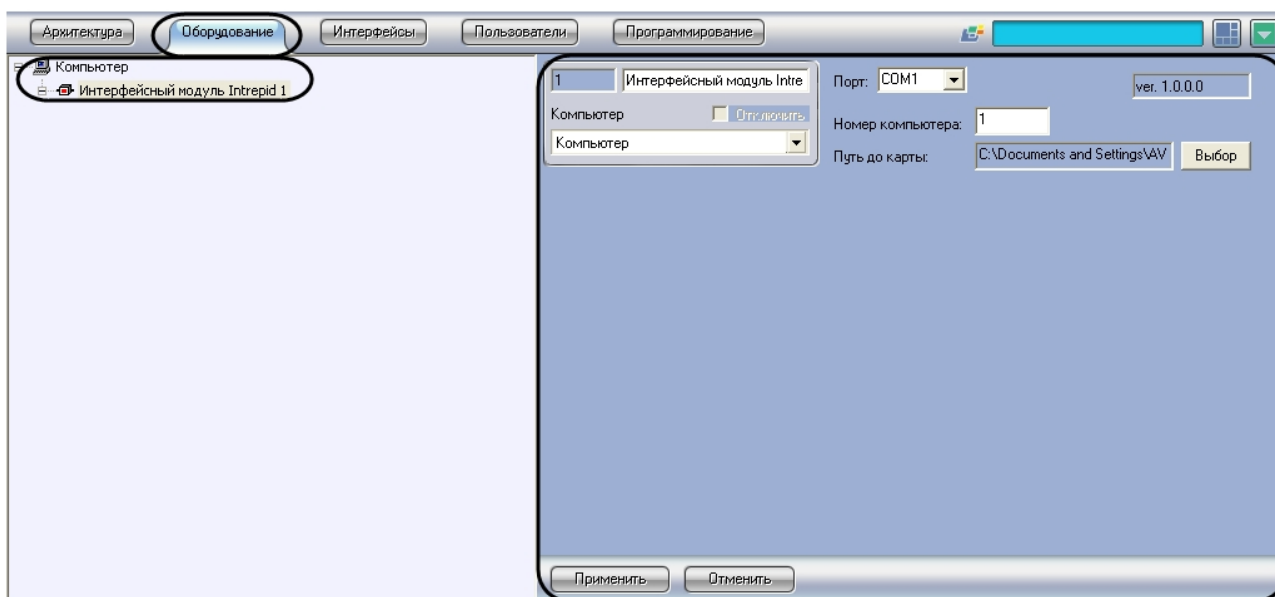 Архитектура Оборудование Интерфейсы Пользователи Программирование
Компьютер
Интерфейсный модуль Intrepid 1
1 Интерфейсный модуль Intre
Компьютер Отключить
Компьютер
Порт: COM1 ver. 1.0.0.0
Номер компьютера: 1
Путь до карты: C:\Documents and Settings\AV Выбор
Применить Отменить